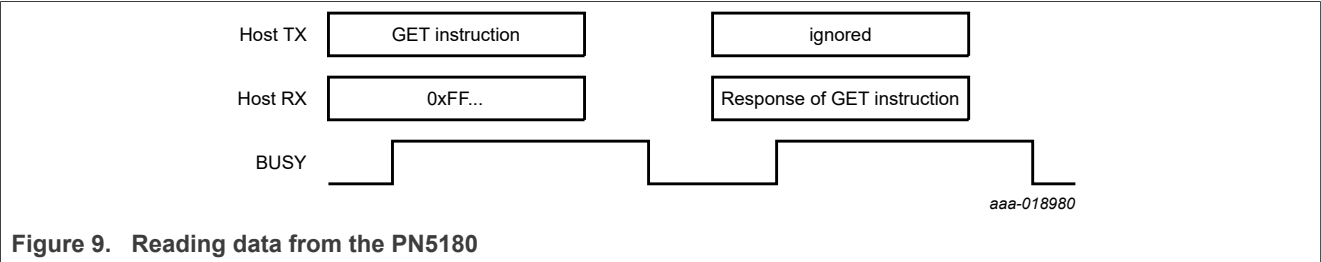 Host TX GET instruction ignored
Host RX 0xFF... Response of GET instruction
BUSY
aaa-018980
Figure 9. Reading data from the PN5180